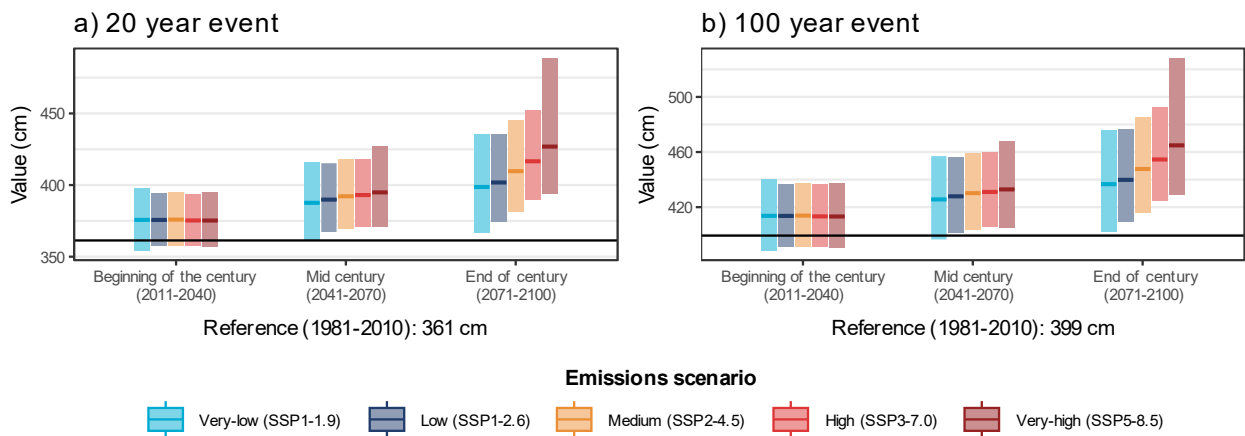 a) 20 year event
Value (cm)
450
400
350
Beginning of the century
(2011-2040)
Mid century
(2041-2070)
End of century
(2071-2100)
Reference (1981-2010): 361 cm
b) 100 year event
Value (cm)
500
460
420
Beginning of the century
(2011-2040)
Mid century
(2041-2070)
End of century
(2071-2100)
Reference (1981-2010): 399 cm
Emissions scenario
Very-low (SSP1-1.9)
Low (SSP1-2.6)
Medium (SSP2-4.5)
High (SSP3-7.0)
Very-high (SSP5-8.5)